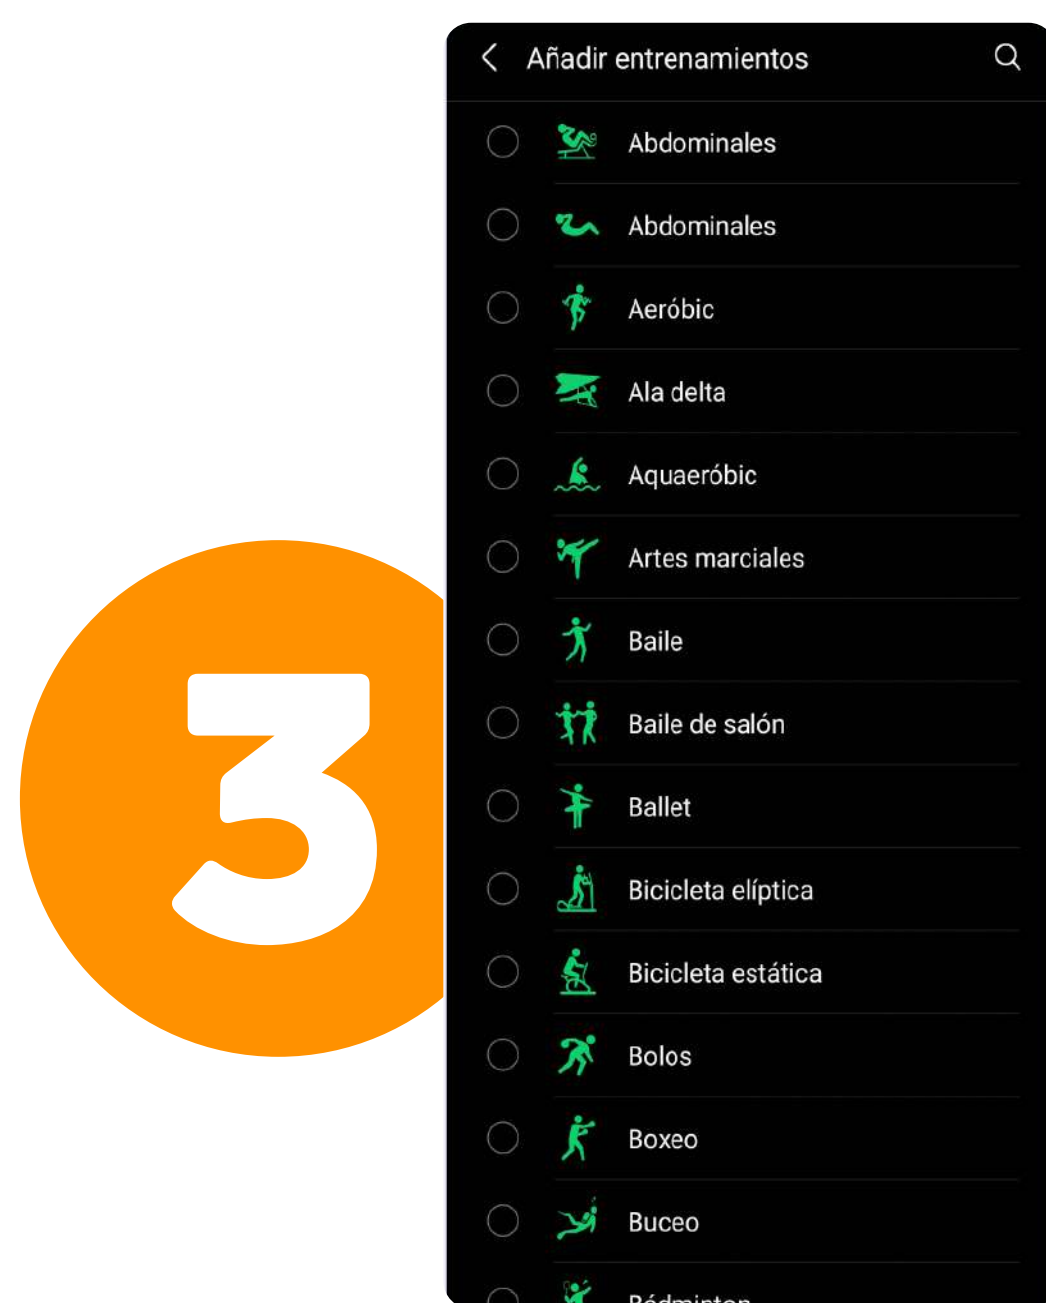 Añadir entrenamientos
Abdominales
Abdominales
Aeróbic
Ala delta
Aquaeróbic
Artes marciales
Baile
Baile de salón
Ballet
Bicicleta elíptica
Bicicleta estática
Bolos
Boxeo
Buceo
Bádminton
3